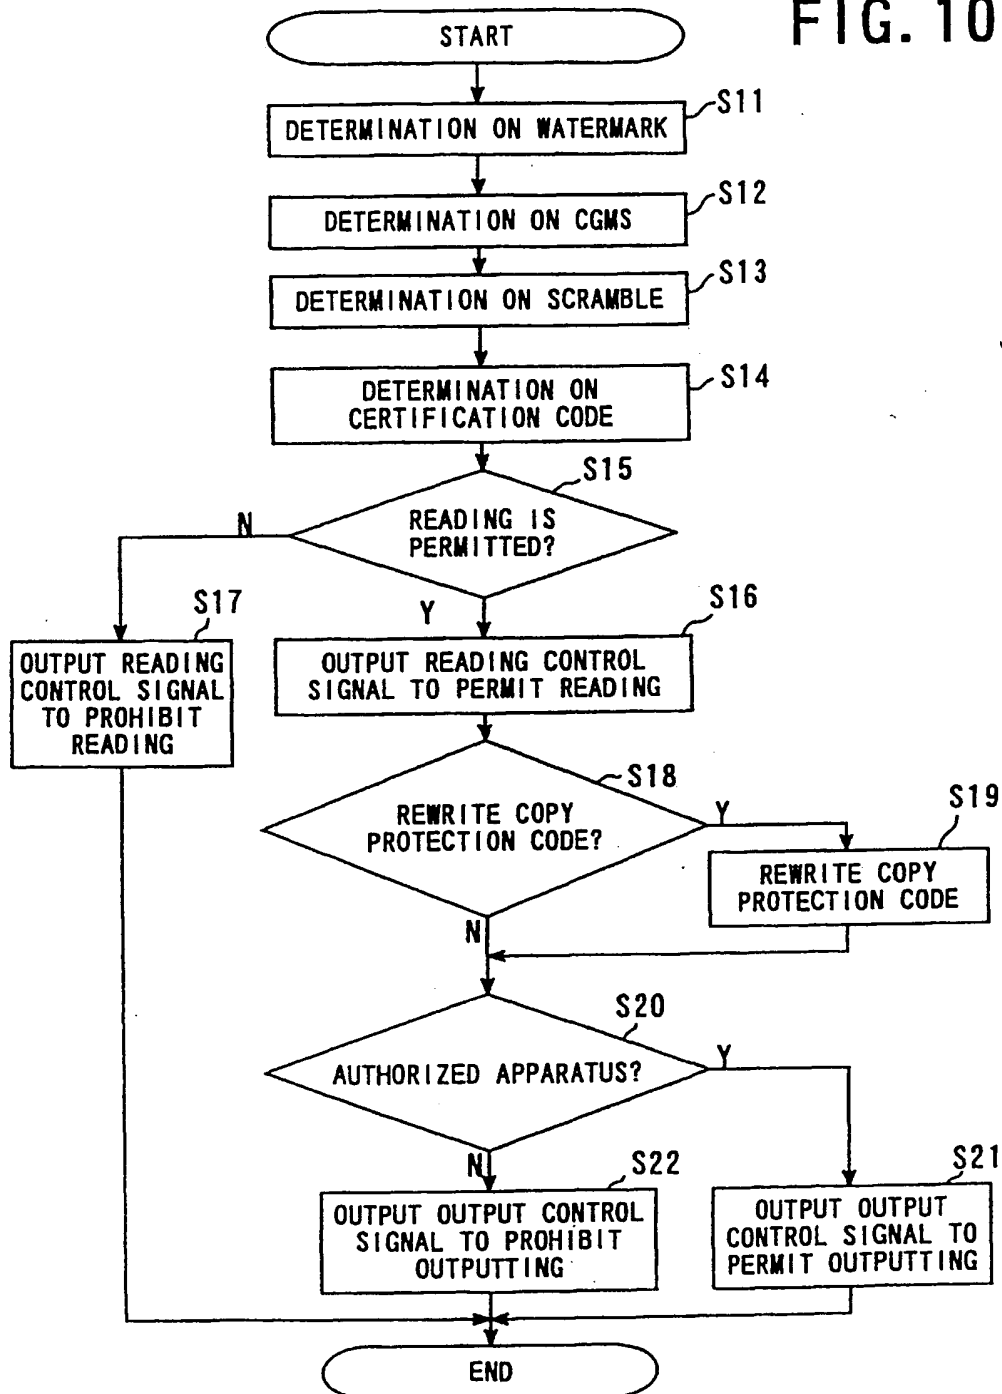 FIG. 10
START
S11
DETERMINATION ON WATERMARK
S12
DETERMINATION ON CGMS
S13
DETERMINATION ON SCRAMBLE
S14
DETERMINATION ON
CERTIFICATION CODE
S15
READING IS
PERMITTED?
N
Y
S17
OUTPUT READING
CONTROL SIGNAL
TO PROHIBIT
READING
S16
OUTPUT READING CONTROL
SIGNAL TO PERMIT READING
S18
REWRITE COPY
PROTECTION CODE?
Y
N
S19
REWRITE COPY
PROTECTION CODE
S20
AUTHORIZED APPARATUS?
Y
N
S22
OUTPUT OUTPUT CONTROL
SIGNAL TO PROHIBIT
OUTPUTTING
S21
OUTPUT OUTPUT
CONTROL SIGNAL TO
PERMIT OUTPUTTING
END